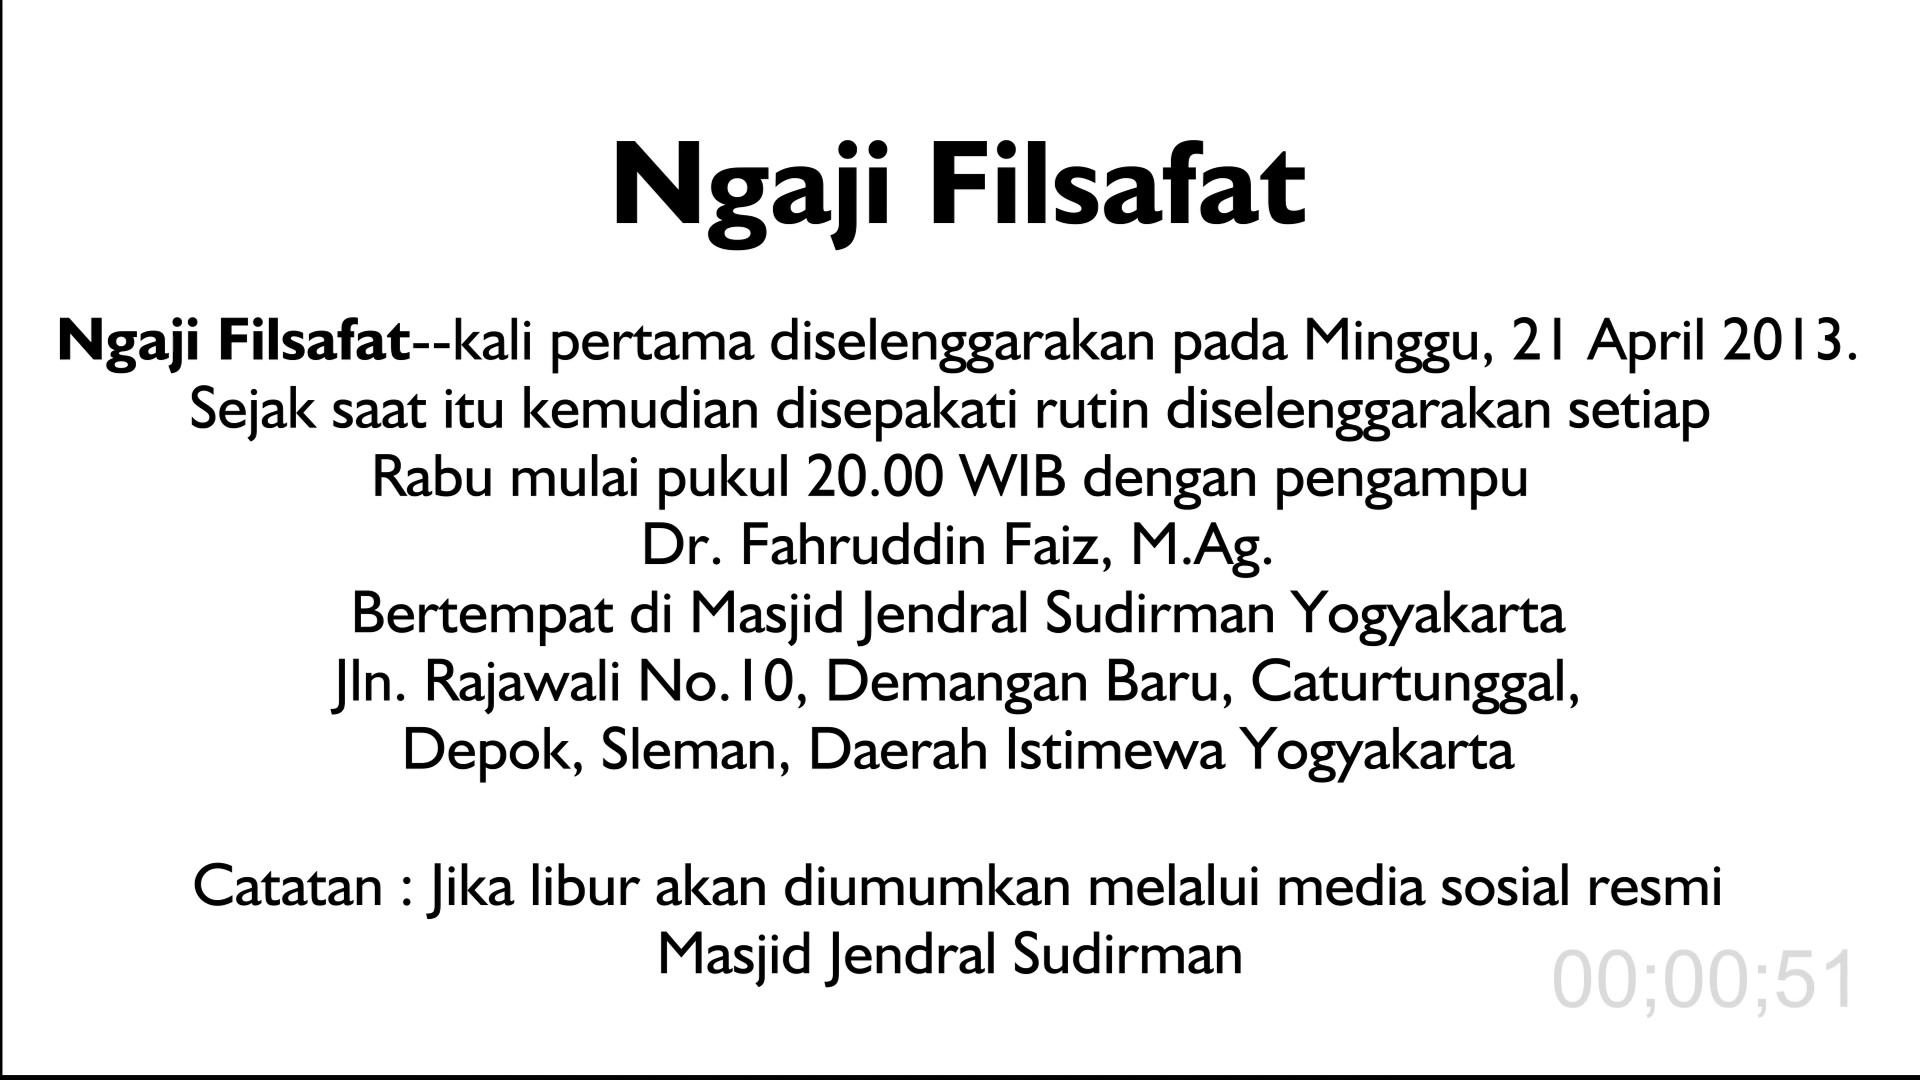 Ngaji Filsafat
Ngaji Filsafat--kali pertama diselenggarakan pada Minggu, 21 April 2013.
Sejak saat itu kemudian disepakati rutin diselenggarakan setiap
Rabu mulai pukul 20.00 WIB dengan pengampu
Dr. Fahruddin Faiz, M.Ag.
Bertempat di Masjid Jendral Sudirman Yogyakarta
Jln. Rajawali No.10, Demangan Baru, Caturtunggal,
Depok, Sleman, Daerah Istimewa Yogyakarta
Catatan : Jika libur akan diumumkan melalui media sosial resmi
Masjid Jendral Sudirman
00;00;51